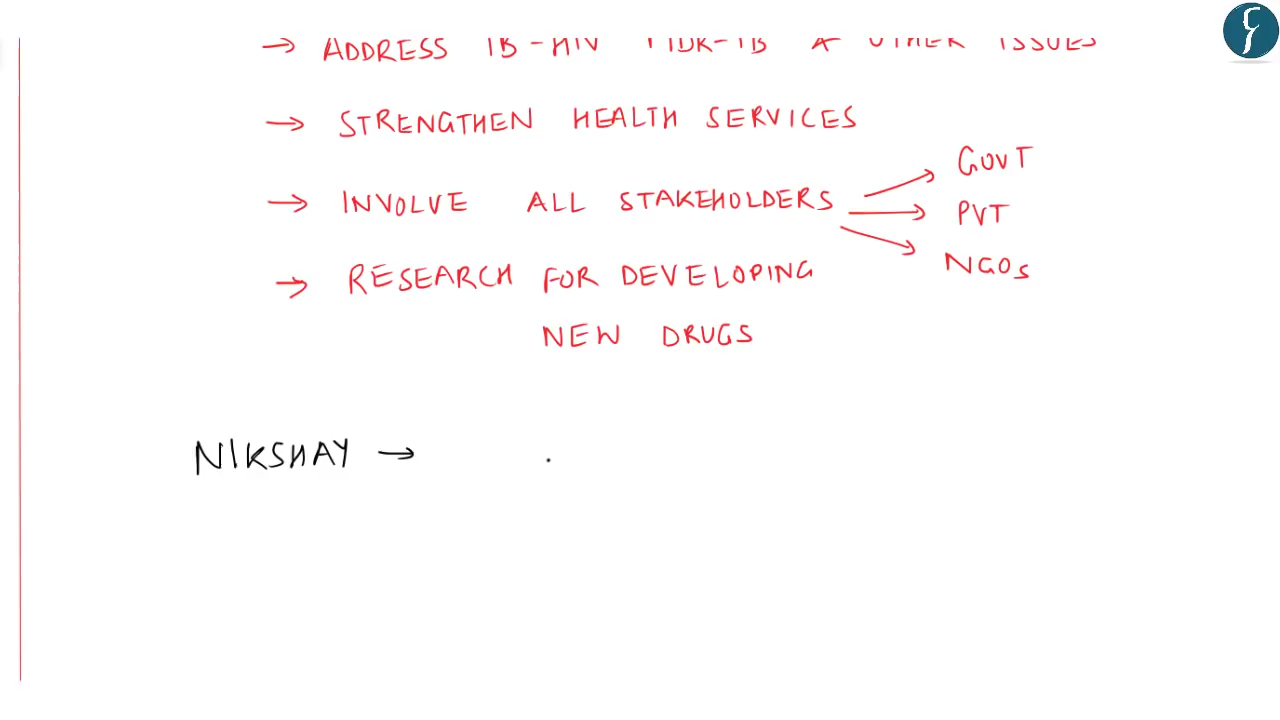 → ADDRESS TB-HIV, MDR-TB & OTHER ISSUES
→ STRENGTHEN HEALTH SERVICES
→ INVOLVE ALL STAKEHOLDERS
→ GOVT
→ PVT
→ NGOs
→ RESEARCH FOR DEVELOPING
NEW DRUGS
NIKSHAY →